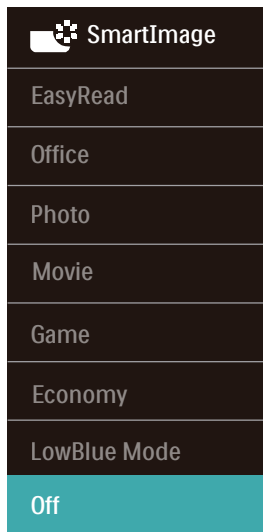 SmartImage
EasyRead
Office
Photo
Movie
Game
Economy
LowBlue Mode
Off